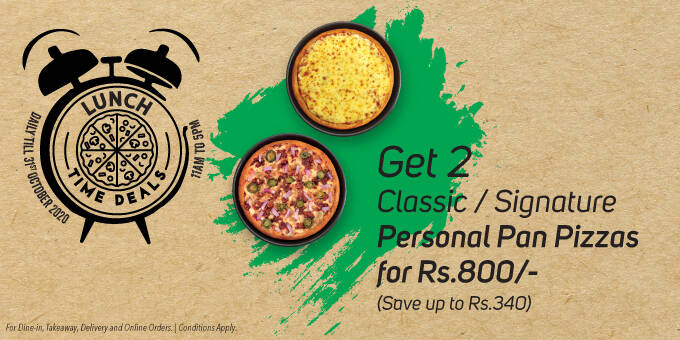 LUNCH
TIME DEALS
DAILY TILL 31ST OCTOBER 2020
11AM TO 5PM
Get 2
Classic / Signature
Personal Pan Pizzas
for Rs.800/-
(Save up to Rs.340)
For Dine-in, Takeaway, Delivery and Online Orders. | Conditions Apply.